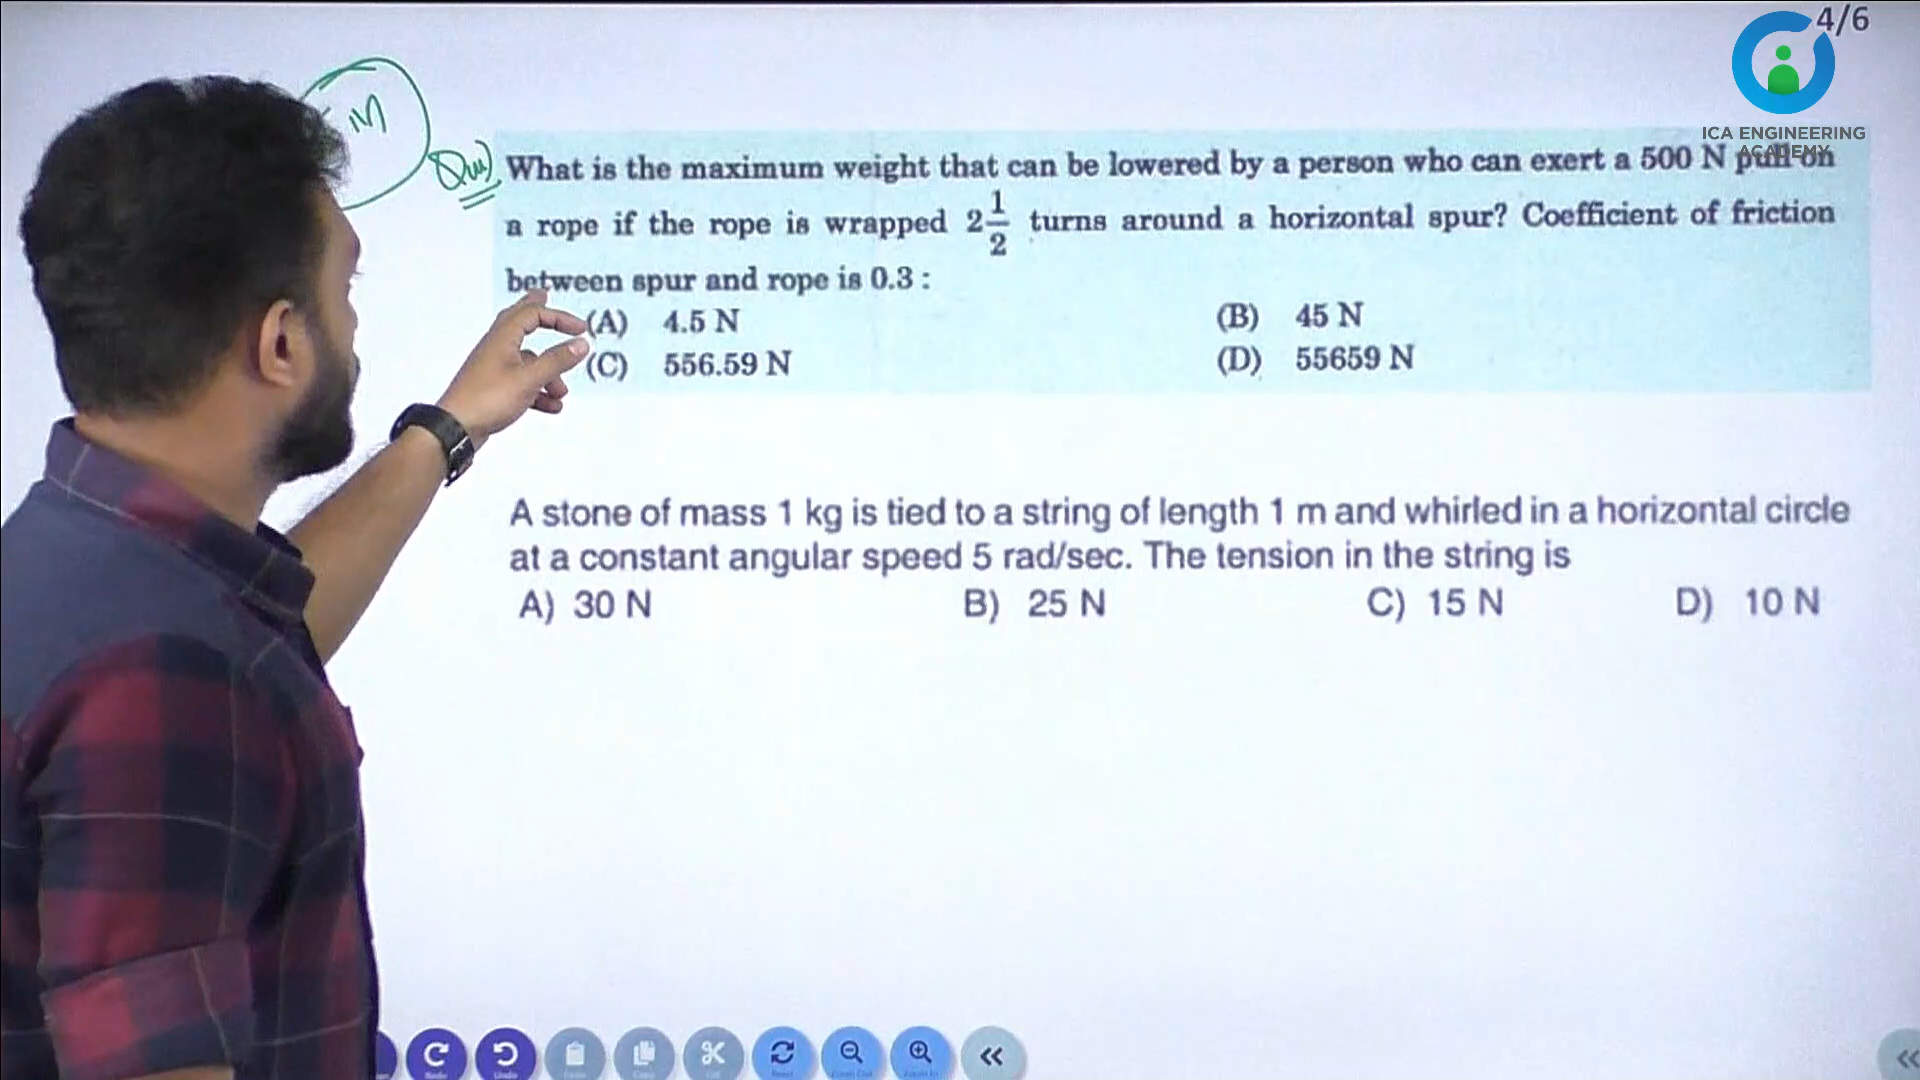 4/6
ICA ENGINEERING
ACADEMY
Qu)
What is the maximum weight that can be lowered by a person who can exert a 500 N pull on
a rope if the rope is wrapped 2 1/2 turns around a horizontal spur? Coefficient of friction
between spur and rope is 0.3 :
(A) 4.5 N (B) 45 N
(C) 556.59 N (D) 55659 N
A stone of mass 1 kg is tied to a string of length 1 m and whirled in a horizontal circle
at a constant angular speed 5 rad/sec. The tension in the string is
A) 30 N B) 25 N C) 15 N D) 10 N
Redo Undo